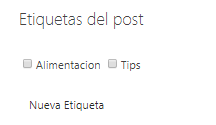 Etiquetas del post
Alimentacion Tips
Nueva Etiqueta